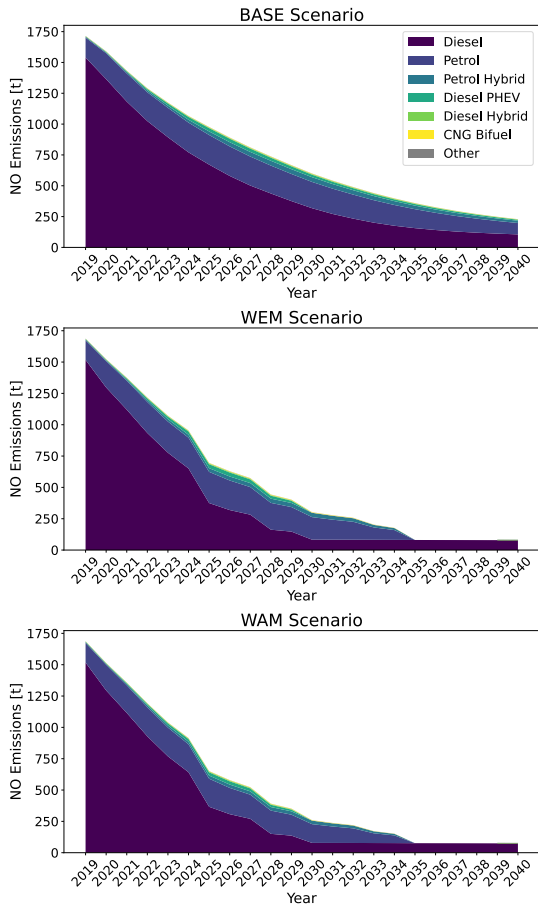 BASE Scenario
1750
1500
1250
1000
750
500
250
0
NO Emissions [t]
Diesel
Petrol
Petrol Hybrid
Diesel PHEV
Diesel Hybrid
CNG Bifuel
Other
2019 2020 2021 2022 2023 2024 2025 2026 2027 2028 2029 2030 2031 2032 2033 2034 2035 2036 2037 2038 2039 2040
Year
WEM Scenario
1750
1500
1250
1000
750
500
250
0
NO Emissions [t]
2019 2020 2021 2022 2023 2024 2025 2026 2027 2028 2029 2030 2031 2032 2033 2034 2035 2036 2037 2038 2039 2040
Year
WAM Scenario
1750
1500
1250
1000
750
500
250
0
NO Emissions [t]
2019 2020 2021 2022 2023 2024 2025 2026 2027 2028 2029 2030 2031 2032 2033 2034 2035 2036 2037 2038 2039 2040
Year